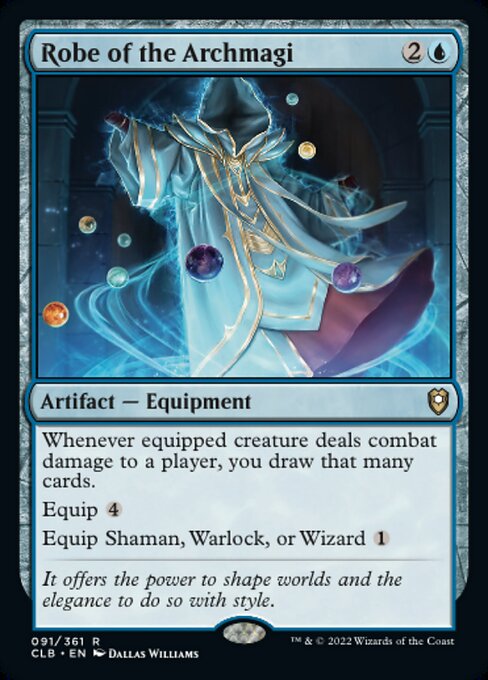 Robe of the Archmagi 2
Artifact — Equipment
Whenever equipped creature deals combat
damage to a player, you draw that many
cards.
Equip 4
Equip Shaman, Warlock, or Wizard 1
It offers the power to shape worlds and the
elegance to do so with style.
091/361 R
CLB • EN DALLAS WILLIAMS
™ & © 2022 Wizards of the Coast